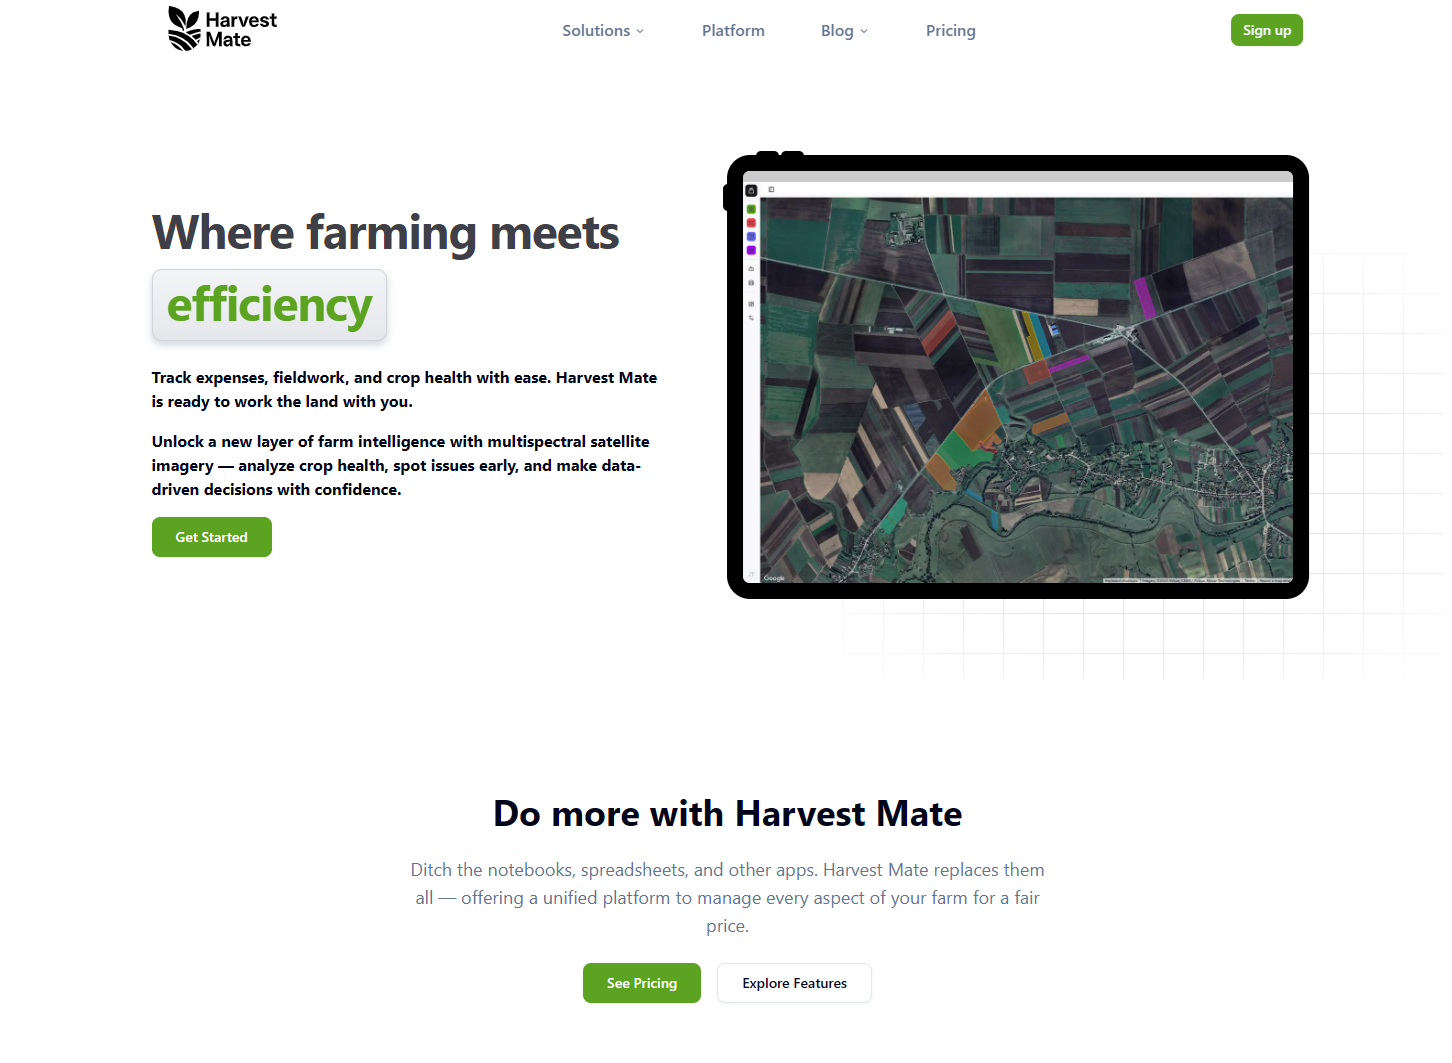 Harvest
Mate
Solutions
Platform
Blog
Pricing
Sign up
Where farming meets
efficiency
Track expenses, fieldwork, and crop health with ease. Harvest Mate
is ready to work the land with you.
Unlock a new layer of farm intelligence with multispectral satellite
imagery — analyze crop health, spot issues early, and make data-
driven decisions with confidence.
Get Started
Google
Do more with Harvest Mate
Ditch the notebooks, spreadsheets, and other apps. Harvest Mate replaces them
all — offering a unified platform to manage every aspect of your farm for a fair
price.
See Pricing
Explore Features